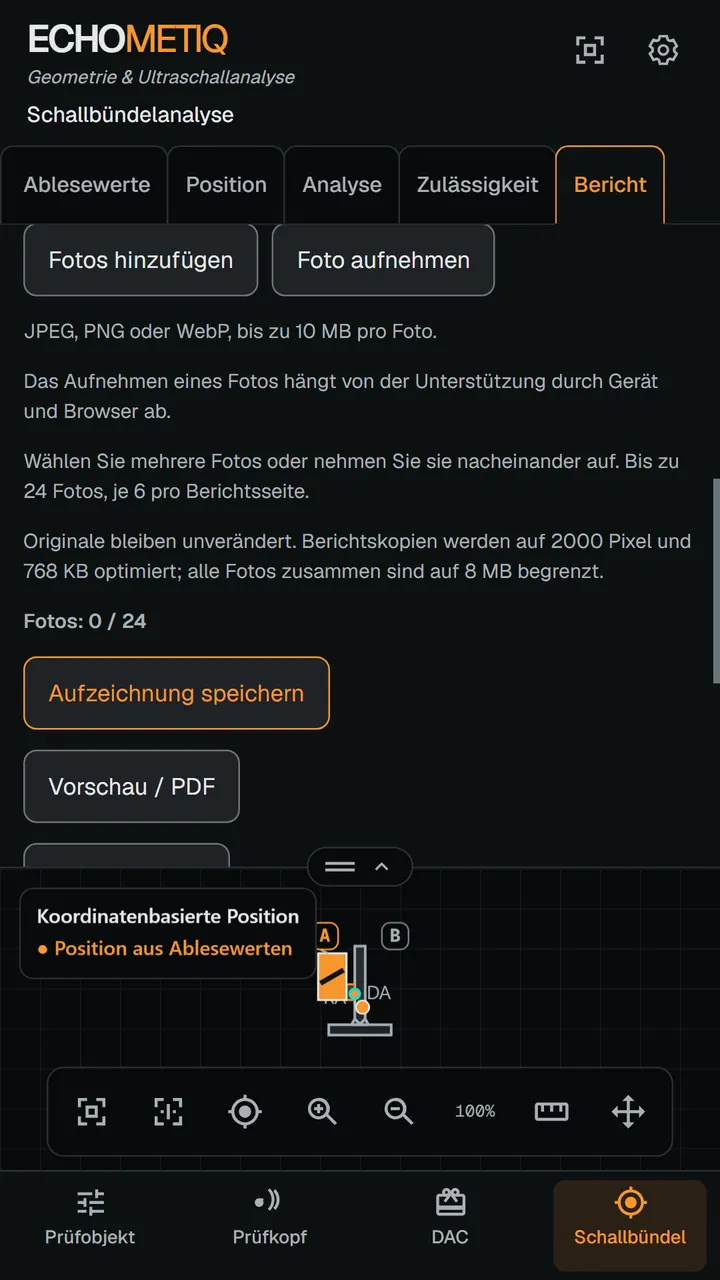 ECHOMETIQ
Geometrie & Ultraschallanalyse
Schallbündelanalyse
Ablesewerte Position Analyse Zulässigkeit Bericht
Fotos hinzufügen Foto aufnehmen
JPEG, PNG oder WebP, bis zu 10 MB pro Foto.
Das Aufnehmen eines Fotos hängt von der Unterstützung durch Gerät
und Browser ab.
Wählen Sie mehrere Fotos oder nehmen Sie sie nacheinander auf. Bis zu
24 Fotos, je 6 pro Berichtsseite.
Originale bleiben unverändert. Berichtskopien werden auf 2000 Pixel und
768 KB optimiert; alle Fotos zusammen sind auf 8 MB begrenzt.
Fotos: 0 / 24
Aufzeichnung speichern
Vorschau / PDF
Koordinatenbasierte Position
Position aus Ablesewerten
A B
DA
100%
Prüfobjekt Prüfkopf DAC Schallbündel